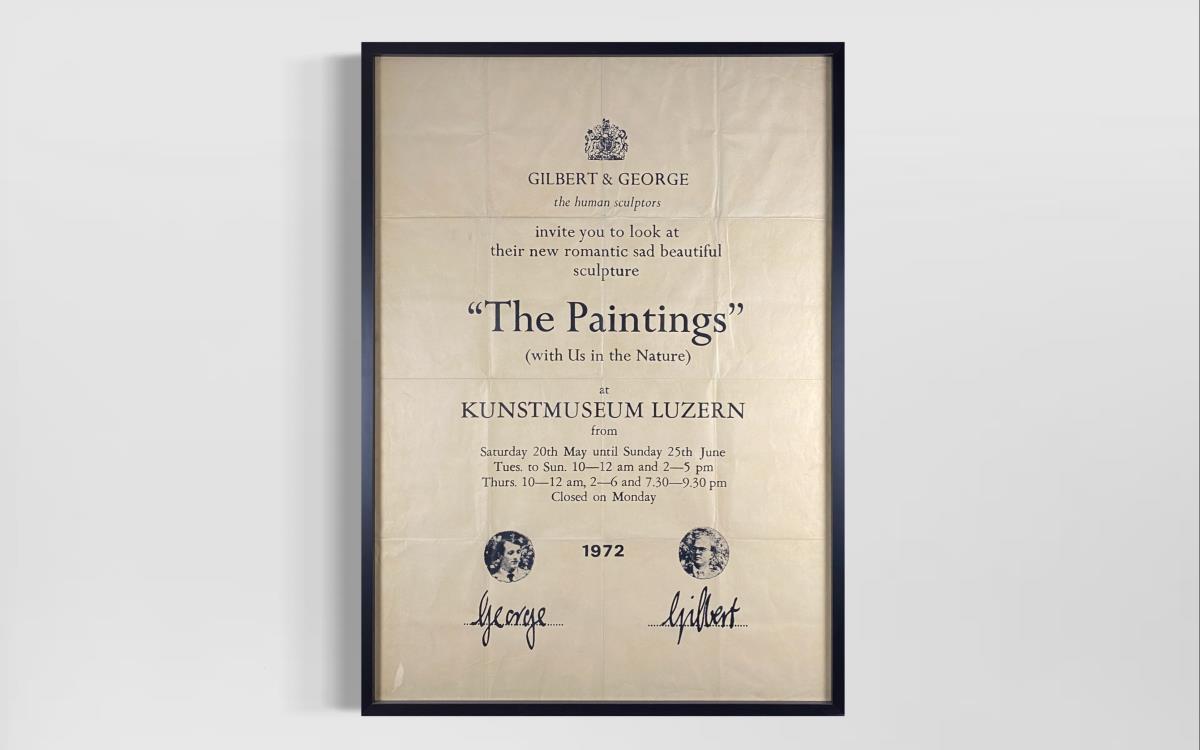 GILBERT & GEORGE
the human sculptors
invite you to look at
their new romantic sad beautiful
sculpture
“The Paintings”
(with Us in the Nature)
at
KUNSTMUSEUM LUZERN
from
Saturday 20th May until Sunday 25th June
Tues. to Sun. 10—12 am and 2—5 pm
Thurs. 10—12 am, 2—6 and 7.30—9.30 pm
Closed on Monday
1972
George Gilbert